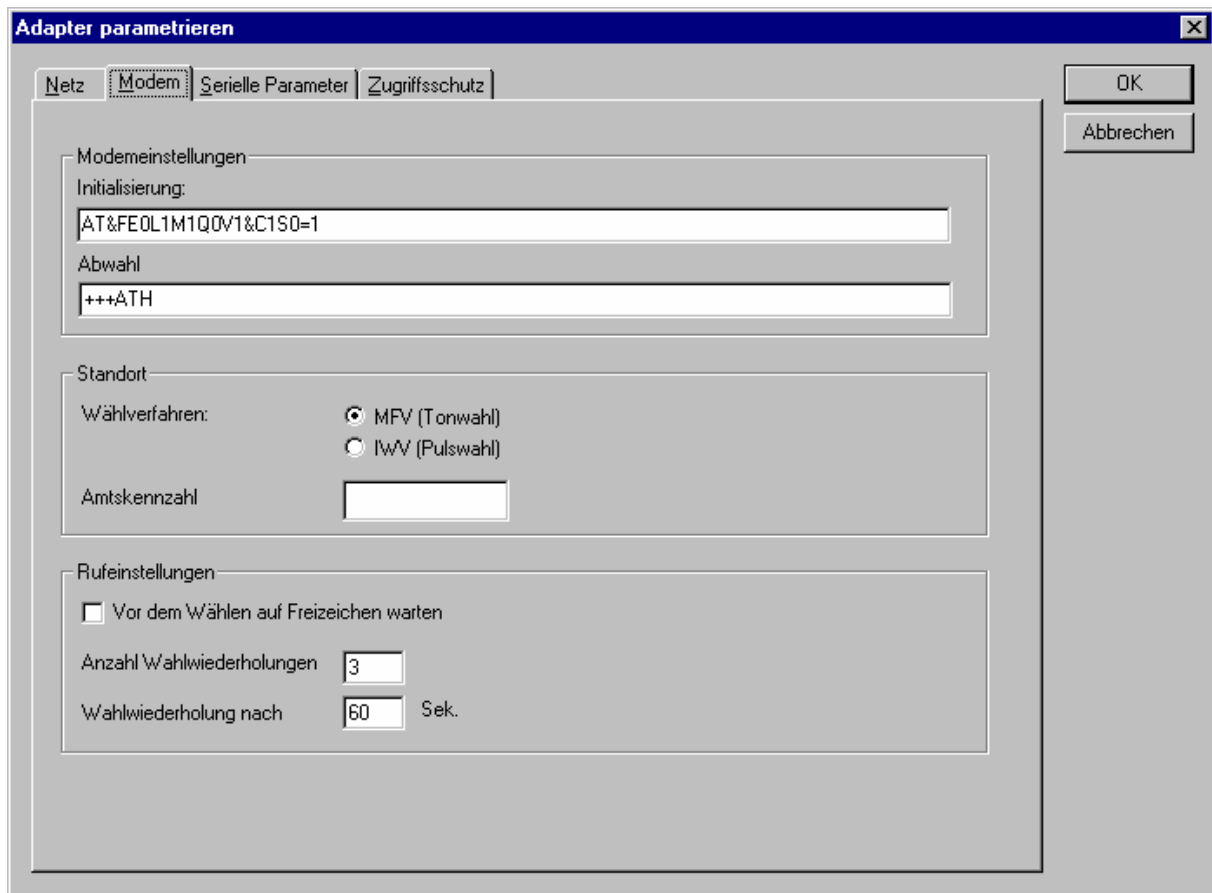 Adapter parametrieren
Netz Modem Serielle Parameter Zugriffsschutz
OK
Abbrechen
Modemeinstellungen
Initialisierung:
AT&FE0L1M1Q0V1&C1S0=1
Abwahl
+++ATH
Standort
Wählverfahren:
MFV (Tonwahl)
IWV (Pulswahl)
Amtskennzahl
Rufeinstellungen
Vor dem Wählen auf Freizeichen warten
Anzahl Wahlwiederholungen 3
Wahlwiederholung nach 60 Sek.